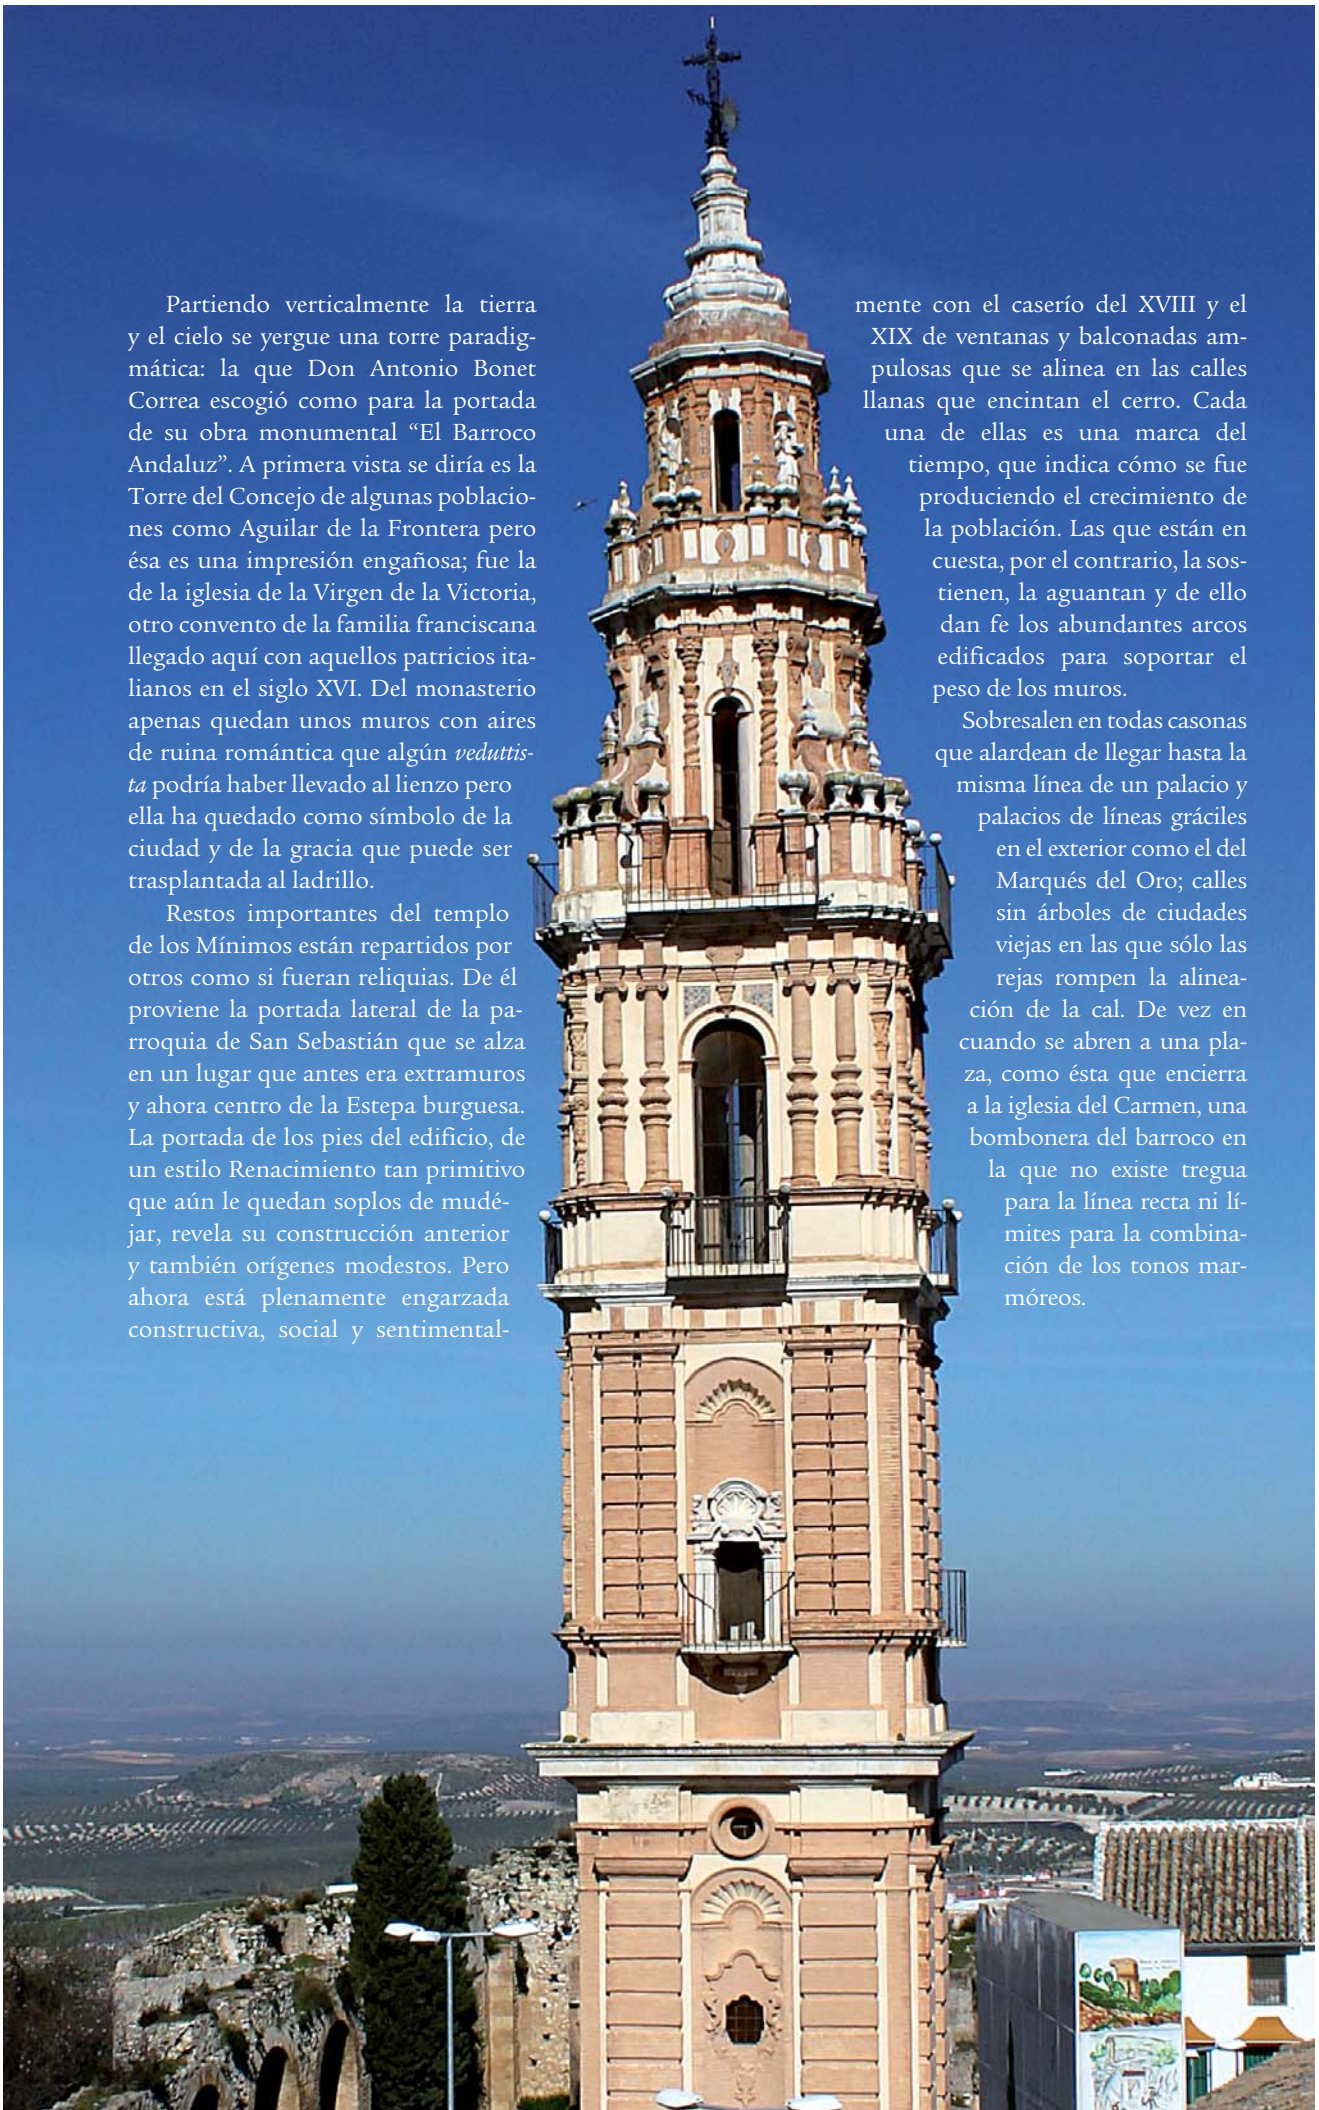 Partiendo verticalmente la tierra
y el cielo se yergue una torre paradig-
mática: la que Don Antonio Bonet
Correa escogió como para la portada
de su obra monumental “El Barroco
Andaluz”. A primera vista se diría es la
Torre del Concejo de algunas poblacio-
nes como Aguilar de la Frontera pero
ésa es una impresión engañosa; fue la
de la iglesia de la Virgen de la Victoria,
otro convento de la familia franciscana
llegado aquí con aquellos patricios ita-
lianos en el siglo XVI. Del monasterio
apenas quedan unos muros con aires
de ruina romántica que algún veduttis-
ta podría haber llevado al lienzo pero
ella ha quedado como símbolo de la
ciudad y de la gracia que puede ser
trasplantada al ladrillo.
Restos importantes del templo
de los Mínimos están repartidos por
otros como si fueran reliquias. De él
proviene la portada lateral de la pa-
rroquia de San Sebastián que se alza
en un lugar que antes era extramuros
y ahora centro de la Estepa burguesa.
La portada de los pies del edificio, de
un estilo Renacimiento tan primitivo
que aún le quedan soplos de mudé-
jar, revela su construcción anterior
y también orígenes modestos. Pero
ahora está plenamente engarzada
constructiva, social y sentimental-
mente con el caserío del XVIII y el
XIX de ventanas y balconadas am-
pulosas que se alinea en las calles
llanas que encintan el cerro. Cada
una de ellas es una marca del
tiempo, que indica cómo se fue
produciendo el crecimiento de
la población. Las que están en
cuesta, por el contrario, la sos-
tienen, la aguantan y de ello
dan fe los abundantes arcos
edificados para soportar el
peso de los muros.
Sobresalen en todas casonas
que alardean de llegar hasta la
misma línea de un palacio y
palacios de líneas gráciles
en el exterior como el del
Marqués del Oro; calles
sin árboles de ciudades
viejas en las que sólo las
rejas rompen la alinea-
ción de la cal. De vez en
cuando se abren a una pla-
za, como ésta que encierra
a la iglesia del Carmen, una
bombonera del barroco en
la que no existe tregua
para la línea recta ni lí-
mites para la combina-
ción de los tonos mar-
móreos.